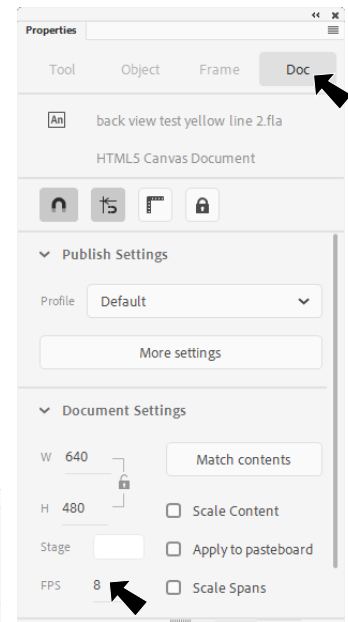 Properties
Tool Object Frame Doc
An back view test yellow line 2.fla
HTML5 Canvas Document
Publish Settings
Profile Default
More settings
Document Settings
W 640 Match contents
H 480 Scale Content
Stage Apply to pasteboard
FPS 8 Scale Spans